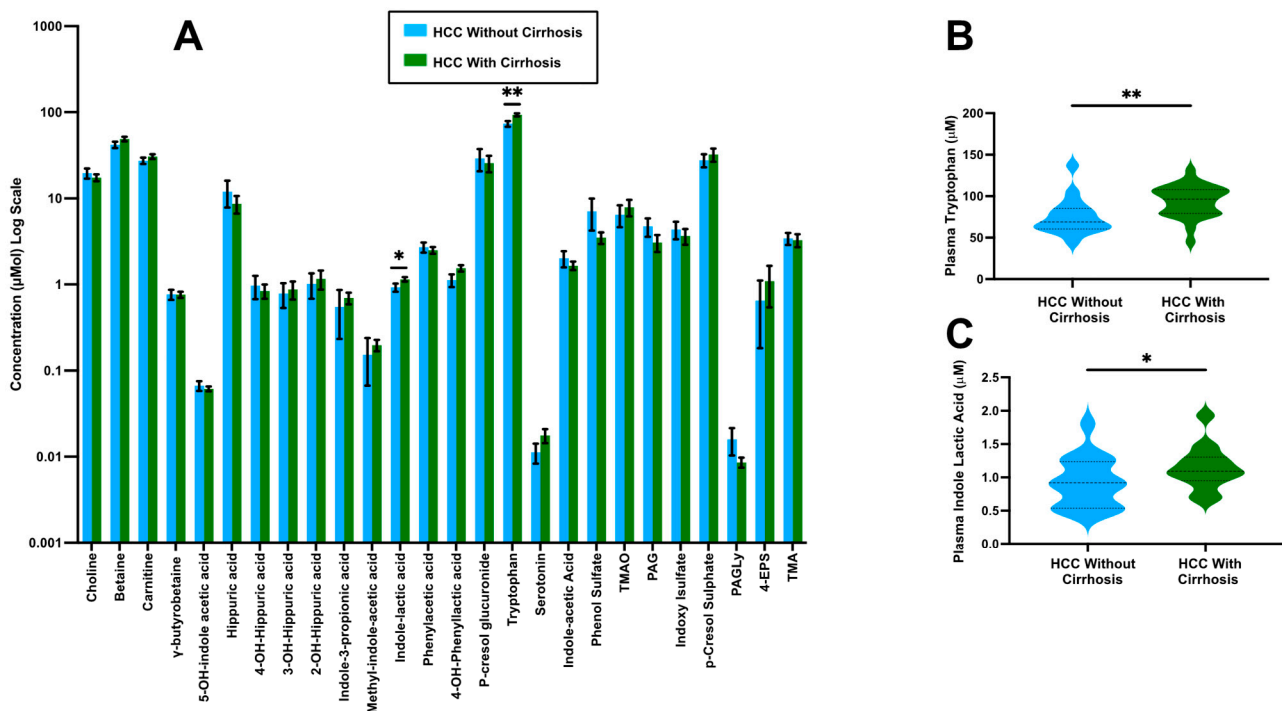 A
HCC Without Cirrhosis
HCC With Cirrhosis
Concentration (µMol) Log Scale
1000
100
10
1
0.1
0.01
0.001
*
**
Choline
Betaine
Carnitine
γ-butyrobetaine
5-OH-indole acetic acid
Hippuric acid
4-OH-Hippuric acid
3-OH-Hippuric acid
2-OH-Hippuric acid
Indole-3-propionic acid
Methyl-indole-acetic acid
Indole-lactic acid
Phenylacetic acid
4-OH-Phenyllactic acid
P-cresol glucuronide
Tryptophan
Serotonin
Indole-acetic Acid
Phenol Sulfate
TMAO
PAG
Indoxy lsulfate
p-Cresol Sulphate
PAGLy
4-EPS
TMA
B
**
Plasma Tryptophan (µM)
200
150
100
50
0
HCC Without
Cirrhosis
HCC With
Cirrhosis
C
*
Plasma Indole Lactic Acid (µM)
2.5
2.0
1.5
1.0
0.5
0.0
HCC Without
Cirrhosis
HCC With
Cirrhosis